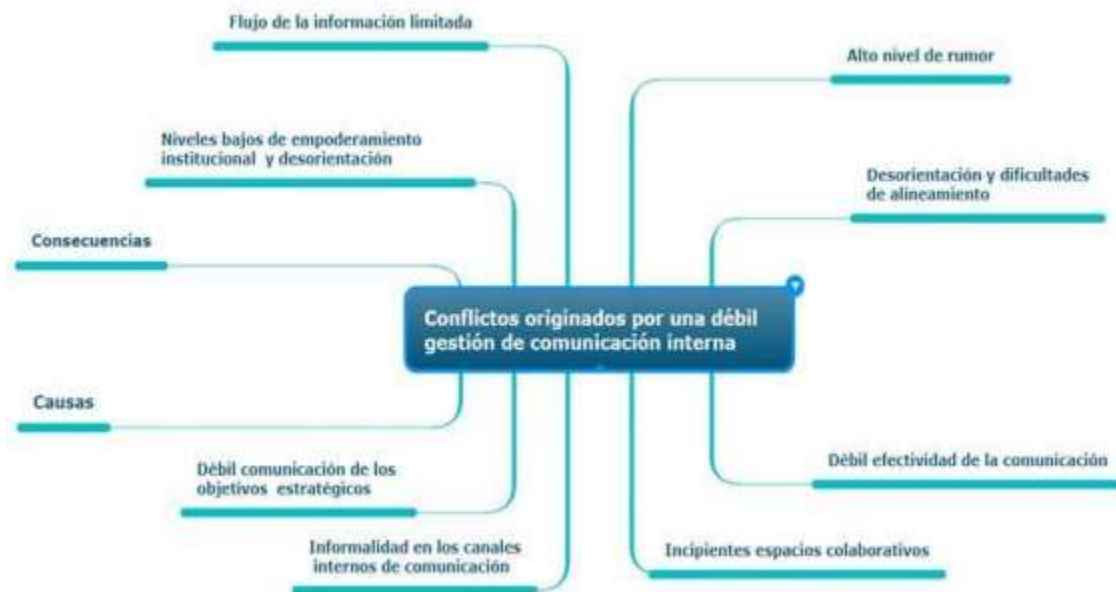 Flujo de la información limitada
Alto nivel de rumor
Niveles bajos de empoderamiento
institucional y desorientación
Desorientación y dificultades
de alineamiento
Consecuencias
Conflictos originados por una débil
gestión de comunicación interna
Causas
Débil comunicación de los
objetivos estratégicos
Débil efectividad de la comunicación
Informalidad en los canales
internos de comunicación
Incipientes espacios colaborativos